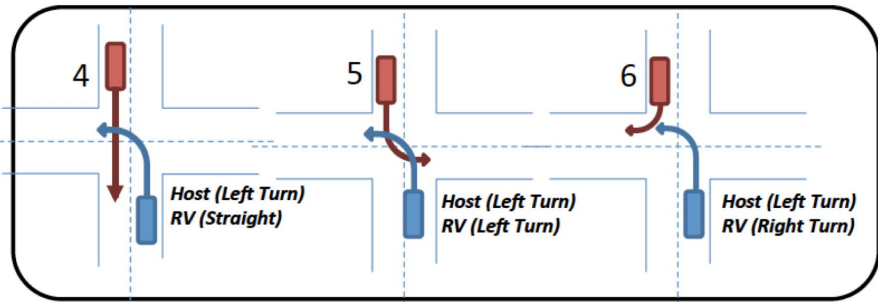 4
Host (Left Turn)
RV (Straight)
5
Host (Left Turn)
RV (Left Turn)
6
Host (Left Turn)
RV (Right Turn)